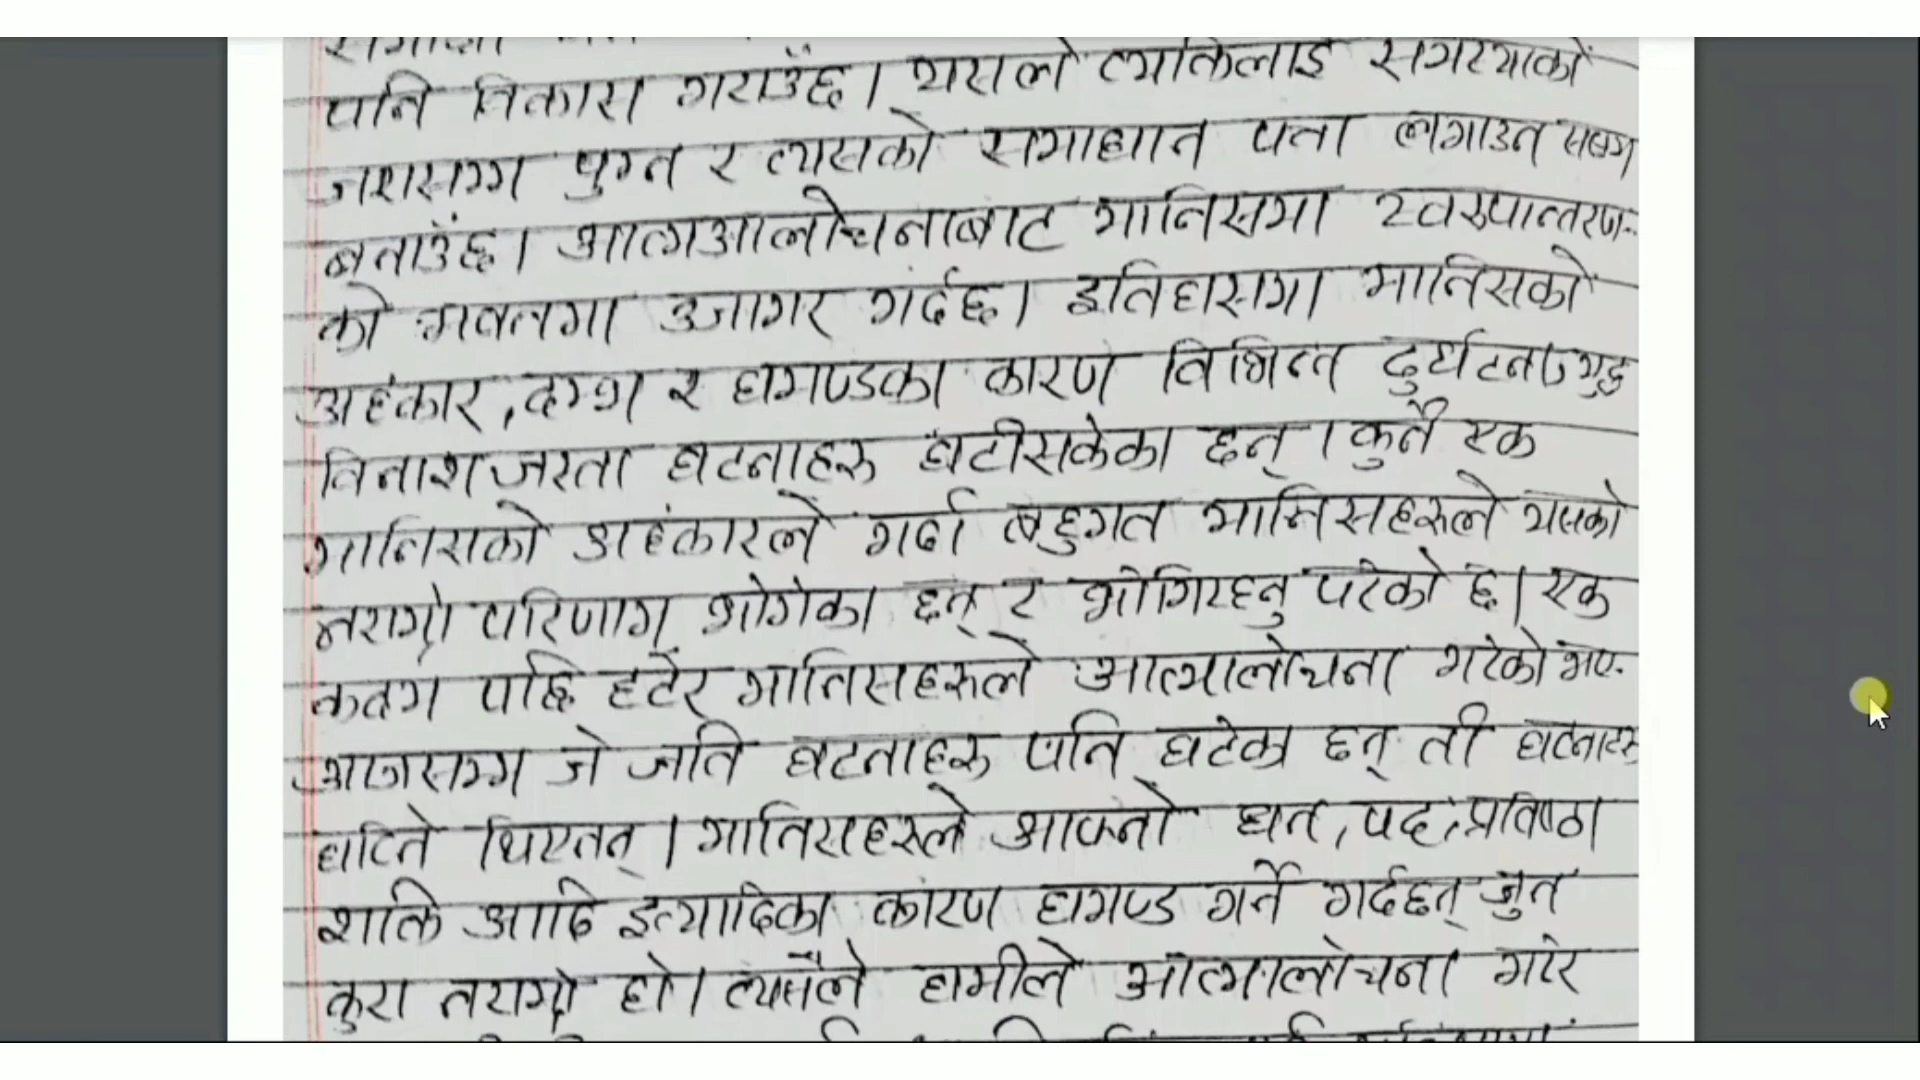 पनि विकास गराउँछ। यसले व्यक्तिलाई समस्याको
जरासम्म पुग्न र त्यसको समाधान पत्ता लगाउन सक्षम
बनाउँछ। आत्मआलोचनाबाट मानिसमा स्वरुपान्तरण-
को उजागर गर्दछ। इतिहासमा मानिसको
अहंकार, दम्भ र घमण्डका कारण विभिन्न दुर्घटना, युद्ध
विनाश जस्ता घटनाहरु घटीसकेका छन्। कुनै एक
मानिसको अहंकारले गर्दा बहुमत मानिसहरुले यसको
नराम्रो परिणाम भोगेका छन् र भोगिरहनु परेको छ। एक
कदम पछि हटेर मानिसहरुले आत्मालोचना गरेको भए
आजसम्म जे जति घटनाहरु पनि घटेका छन् ती घटनाहरु
घटिने थिएनन्। मानिसहरुले आफ्नो धन, पद, प्रतिष्ठा
शक्ति आदि इत्यादिका कारण घमण्ड गर्ने गर्दछन् जुन
कुरा नराम्रो हो। त्यसैले हामीले आत्मालोचना गरेर